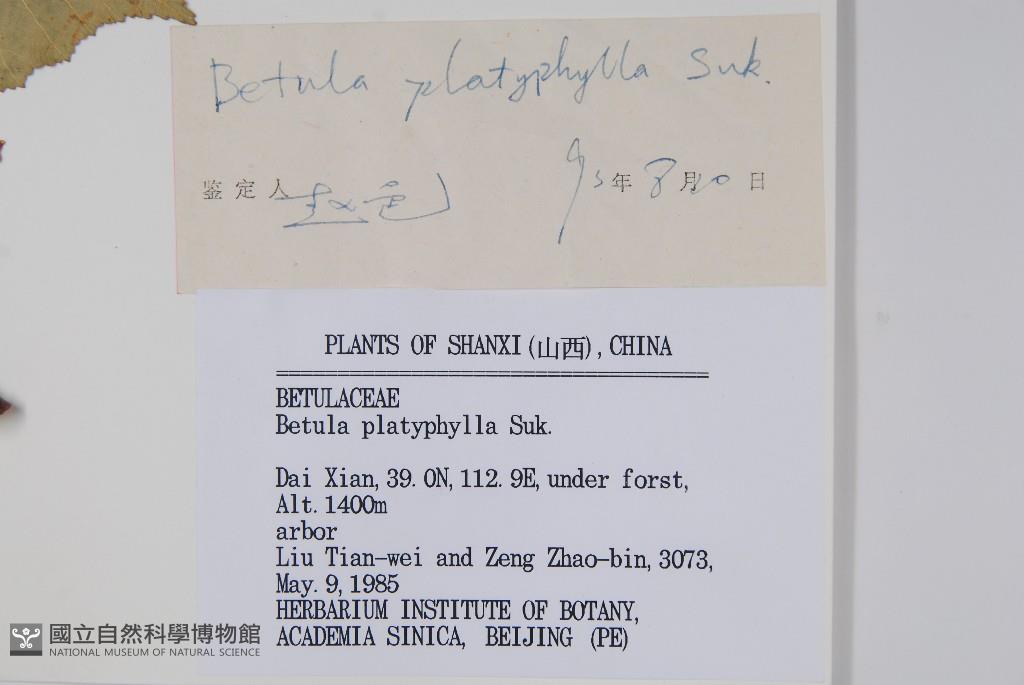 Betula platyphylla Suk.
鉴定人 93年8月20日
PLANTS OF SHANXI (山西), CHINA
BETULACEAE
Betula platyphylla Suk.
Dai Xian, 39. 0N, 112. 9E, under forst,
Alt. 1400m
arbor
Liu Tian-wei and Zeng Zhao-bin, 3073,
May. 9, 1985
HERBARIUM INSTITUTE OF BOTANY,
ACADEMIA SINICA, BEIJING (PE)
國立自然科學博物館
NATIONAL MUSEUM OF NATURAL SCIENCE